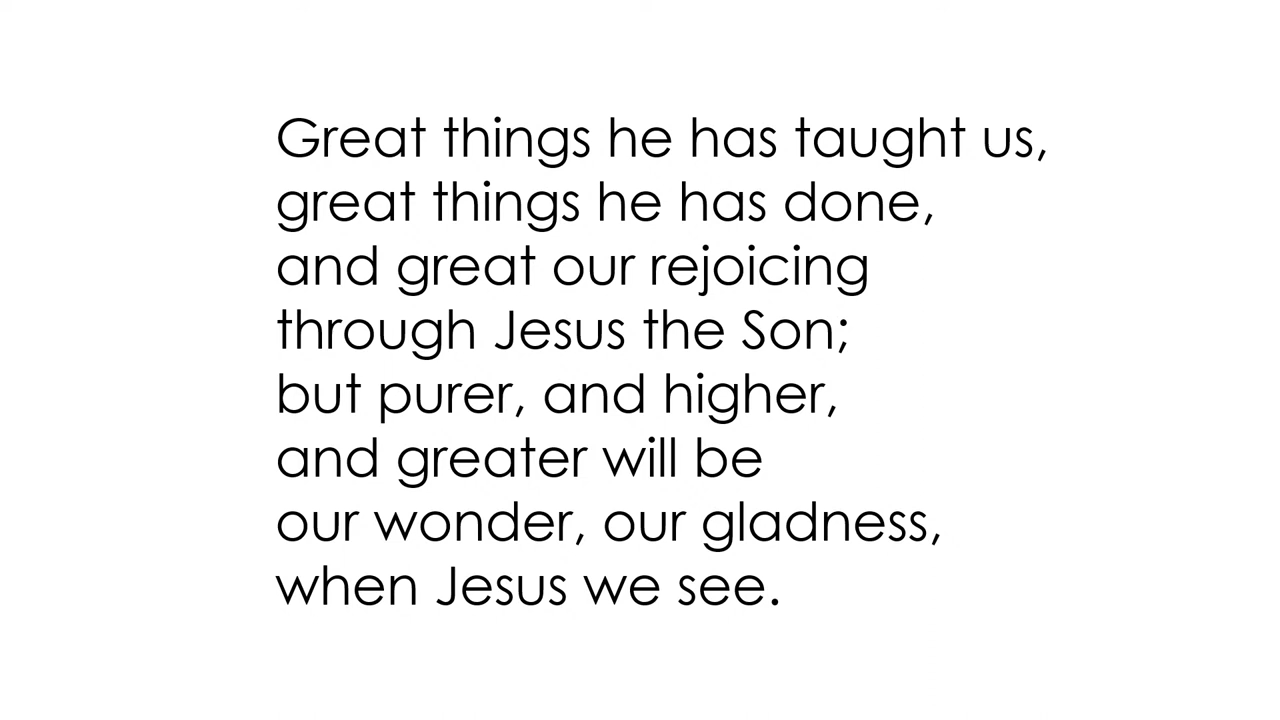 Great things he has taught us,
great things he has done,
and great our rejoicing
through Jesus the Son;
but purer, and higher,
and greater will be
our wonder, our gladness,
when Jesus we see.